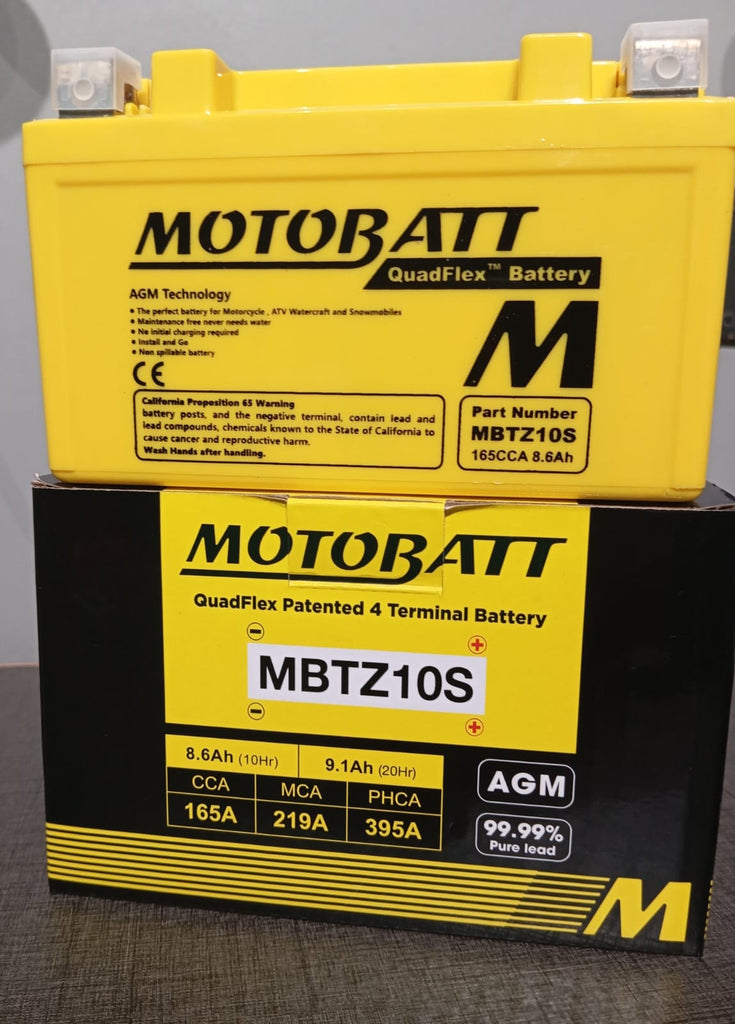 MOTOBATT
QuadFlex™ Battery
AGM Technology
• The perfect battery for Motorcycle , ATV Watercraft and Snowmobiles
• Maintenance free never needs water
• No initial charging required
• Install and Go
• Non spillable battery
CE
M
California Proposition 65 Warning
battery posts, and the negative terminal, contain lead and
lead compounds, chemicals known to the State of California to
cause cancer and reproductive harm.
Wash Hands after handling.
Part Number
MBTZ10S
165CCA 8.6Ah
MOTOBATT
QuadFlex Patented 4 Terminal Battery
- +
MBTZ10S
- +
8.6Ah (10Hr) 9.1Ah (20Hr)
CCA MCA PHCA
165A 219A 395A
AGM
99.99%
Pure lead
M